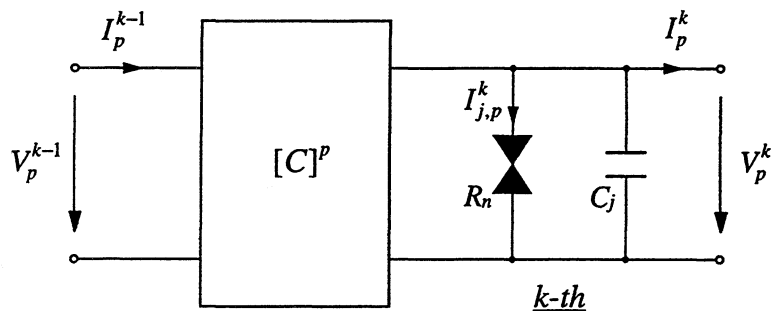 I_p^{k-1}
I_p^k
I_{j,p}^k
V_p^{k-1}
[C]^p
V_p^k
R_n
C_j
k-th